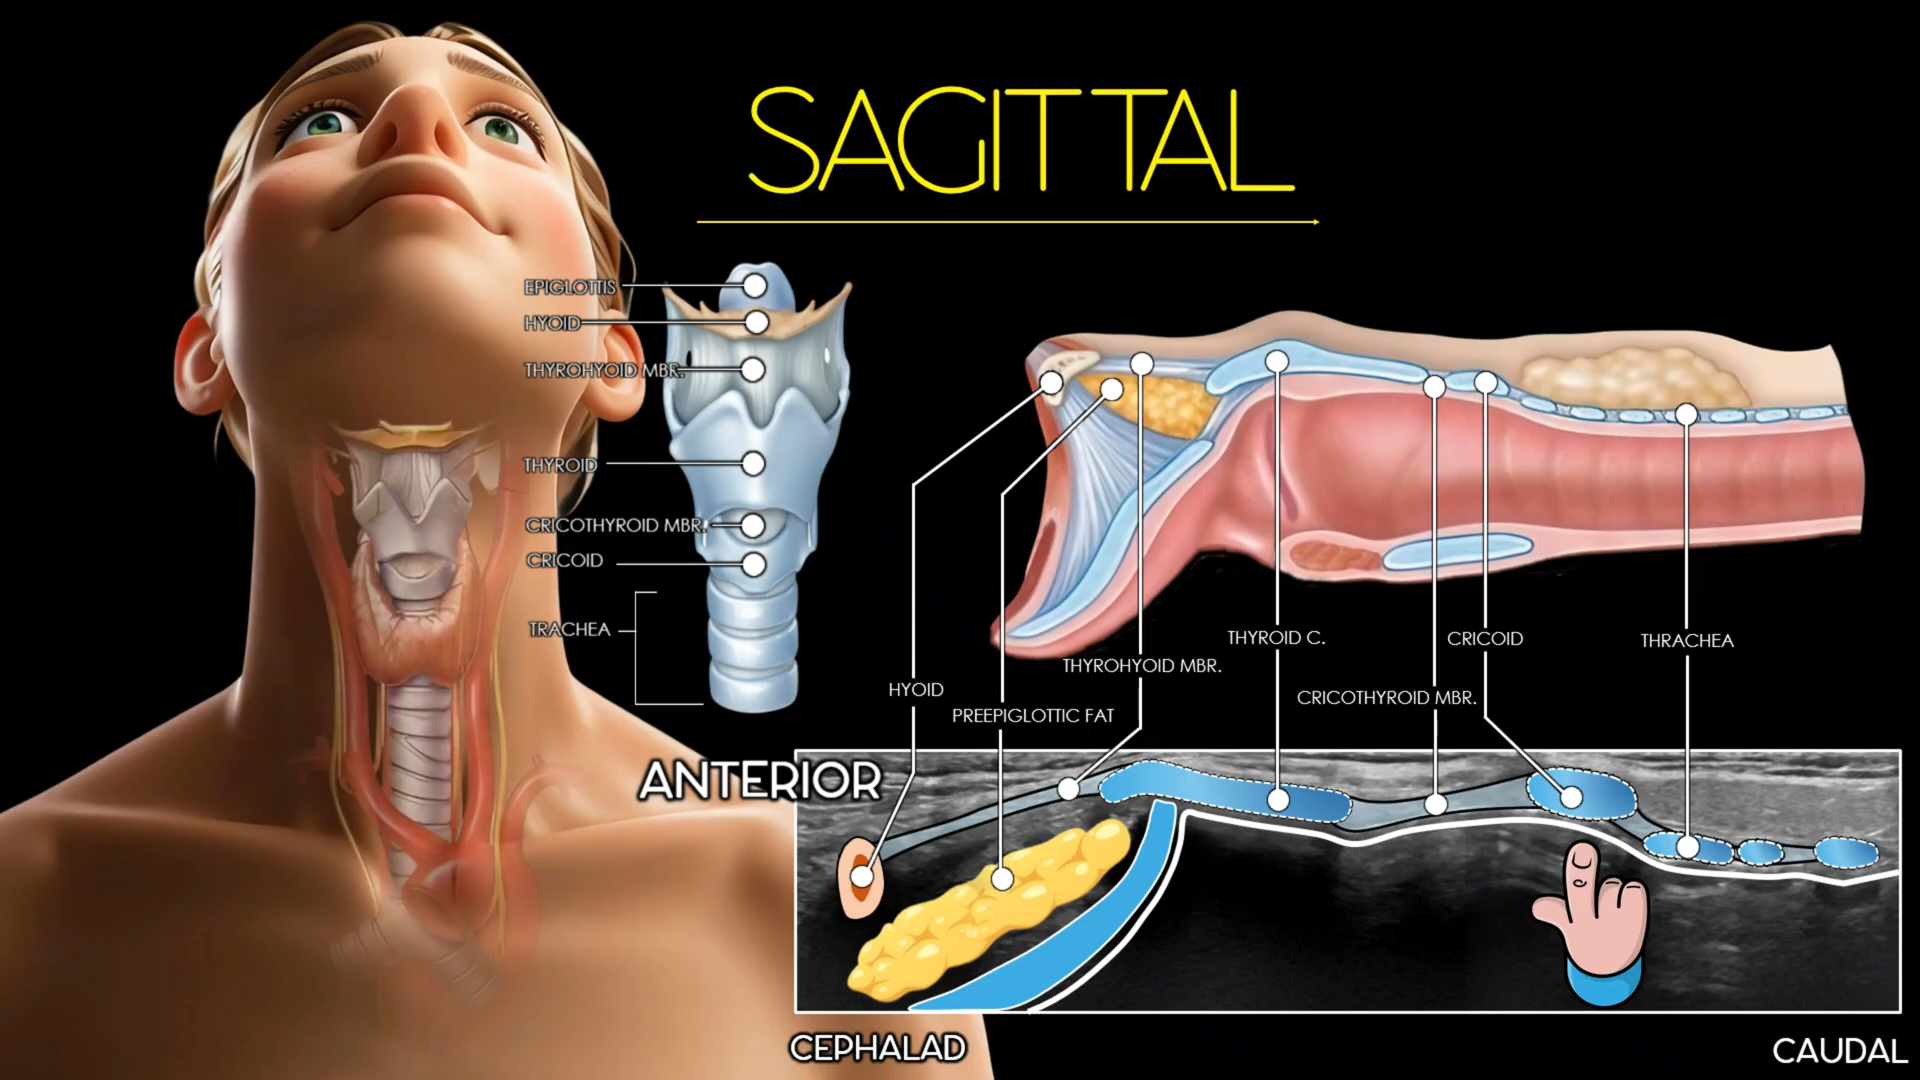 SAGITTAL
EPIGLOTTIS
HYOID
THYROHYOID MBR.
THYROID
CRICOTHYROID MBR.
CRICOID
TRACHEA
THYROID C.
CRICOID
THRACHEA
THYROHYOID MBR.
HYOID
CRICOTHYROID MBR.
PREEPIGLOTTIC FAT
ANTERIOR
CEPHALAD
CAUDAL